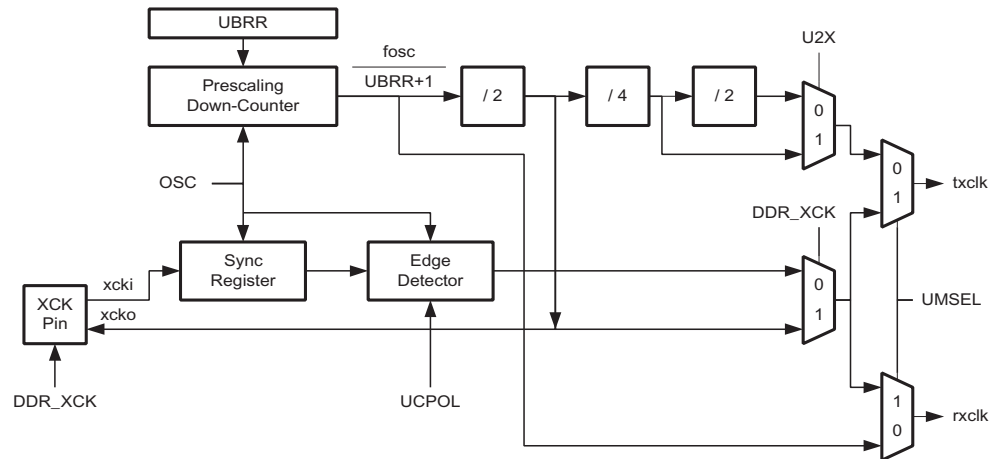 UBRR
U2X
fosc
UBRR+1
Prescaling
Down-Counter
/ 2
/ 4
/ 2
0
1
OSC
0
1
txclk
DDR_XCK
Sync
Register
Edge
Detector
xcki
0
1
XCK
Pin
xcko
UMSEL
DDR_XCK
UCPOL
1
0
rxclk